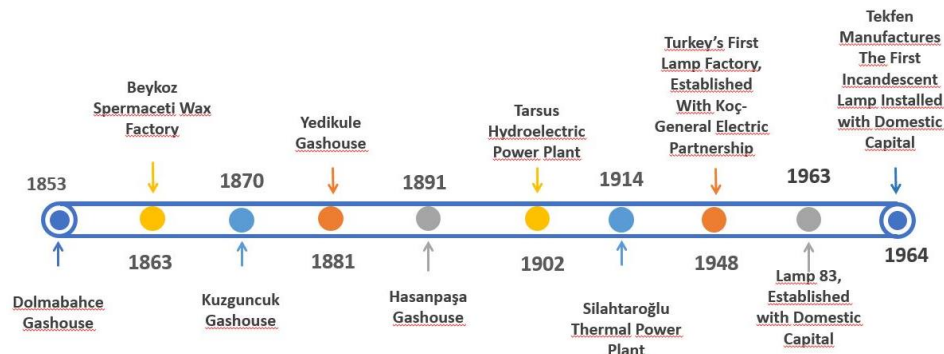 Tekfen
Manufactures
The First
Incandescent
Lamp Installed
with Domestic
Capital
Turkey's First
Lamp Factory,
Established
With Koç-
General Electric
Partnership
Beykoz
Spermaceti Wax
Factory
Yedikule
Gashouse
Tarsus
Hydroelectric
Power Plant
1853
1870
1891
1914
1963
1863
1881
1902
1948
1964
Dolmabahce
Gashouse
Kuzguncuk
Gashouse
Hasanpaşa
Gashouse
Silahtaroğlu
Thermal Power
Plant
Lamp 83,
Established
with Domestic
Capital